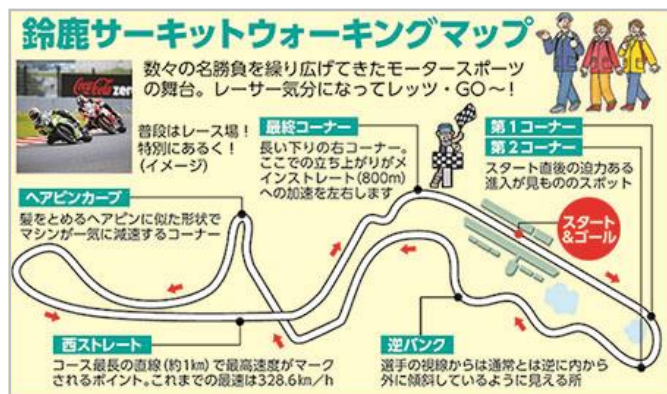 鈴鹿サーキットウォーキングマップ
数々の名勝負を繰り広げてきたモータースポーツ
の舞台。レーサー気分になってレッツ・GO〜!
Coca-Cola zero
普段はレース場!
特別にあるく!
(イメージ)
最終コーナー
長い下りの右コーナー。
ここでの立ち上がりがメ
インストレート(800m)
への加速を左右します
第1コーナー
第2コーナー
スタート直後の迫力ある
進入が見もののスポット
ヘアピンカーブ
髪をとめるヘアピンに似た形状で
マシンが一気に減速するコーナー
スタート
&ゴール
西ストレート
コース最長の直線(約1km)で最高速度がマーク
されるポイント。これまでの最速は328.6km/h
逆バンク
選手の視線からは通常とは逆に内から
外に傾斜しているように見える所